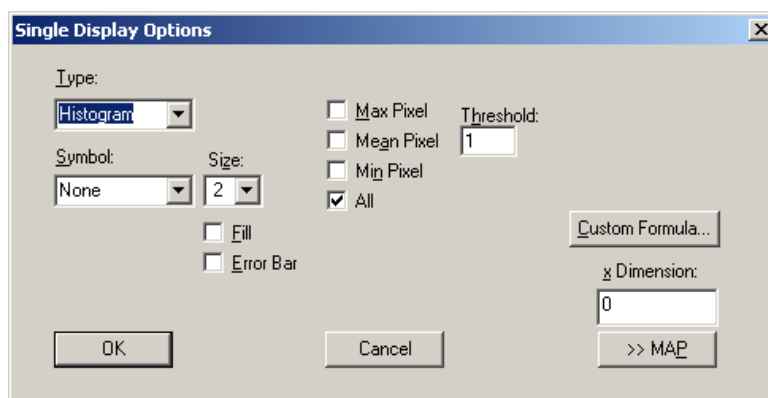 Single Display Options
Type:
Histogram
Symbol:
None
Size:
2
Fill
Error Bar
Max Pixel
Mean Pixel
Min Pixel
All
Threshold:
1
Custom Formula...
x Dimension:
0
OK
Cancel
>> MAP